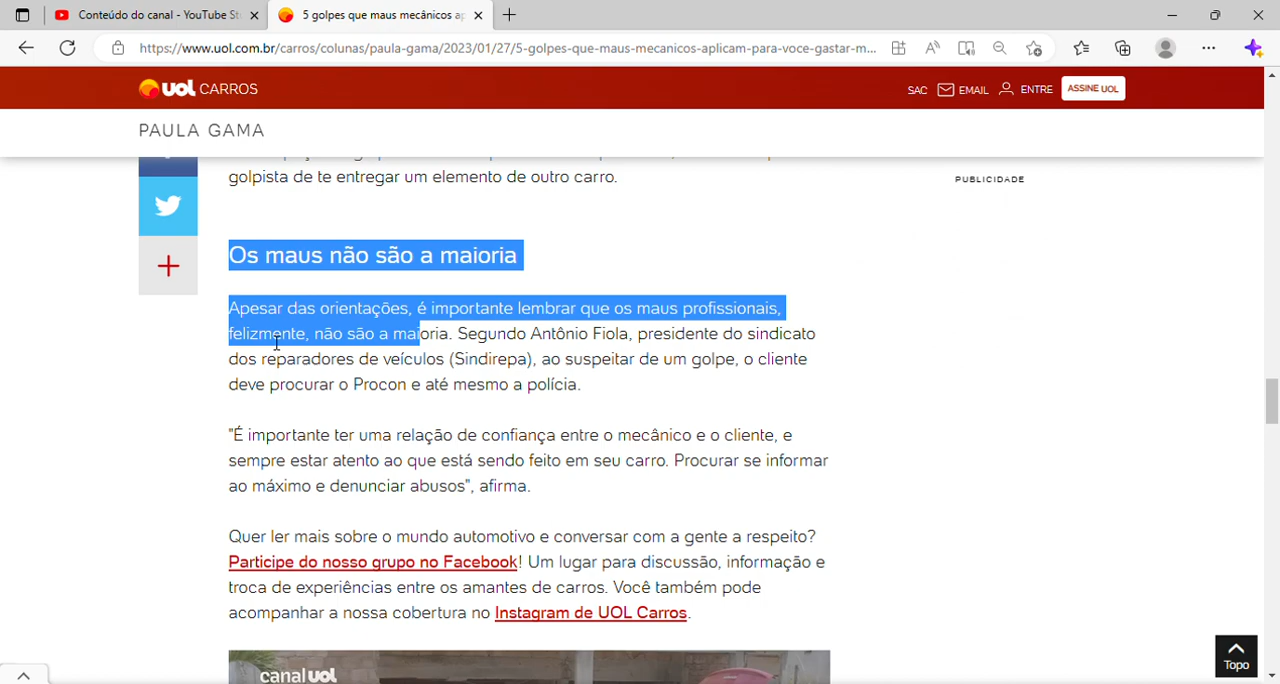 Conteúdo do canal - YouTube St
5 golpes que maus mecânicos ap
https://www.uol.com.br/carros/colunas/paula-gama/2023/01/27/5-golpes-que-maus-mecanicos-aplicam-para-voce-gastar-m...
uol CARROS
SAC EMAIL ENTRE ASSINE UOL
PAULA GAMA
golpista de te entregar um elemento de outro carro.
PUBLICIDADE
Os maus não são a maioria
Apesar das orientações, é importante lembrar que os maus profissionais,
felizmente, não são a maioria. Segundo Antônio Fiola, presidente do sindicato
dos reparadores de veículos (Sindirepa), ao suspeitar de um golpe, o cliente
deve procurar o Procon e até mesmo a polícia.
"É importante ter uma relação de confiança entre o mecânico e o cliente, e
sempre estar atento ao que está sendo feito em seu carro. Procurar se informar
ao máximo e denunciar abusos", afirma.
Quer ler mais sobre o mundo automotivo e conversar com a gente a respeito?
Participe do nosso grupo no Facebook! Um lugar para discussão, informação e
troca de experiências entre os amantes de carros. Você também pode
acompanhar a nossa cobertura no Instagram de UOL Carros.
canal uol
Topo